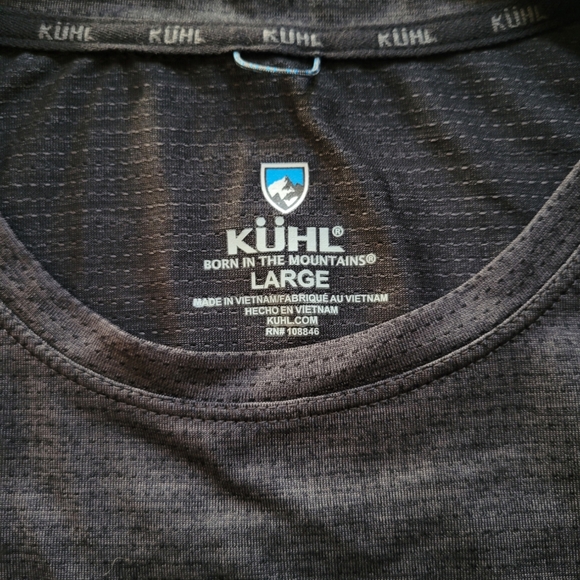 KÜHL KÜHL KÜHL KÜHL KÜHL
KÜHL®
BORN IN THE MOUNTAINS®
LARGE
MADE IN VIETNAM/FABRIQUÉ AU VIETNAM
HECHO EN VIETNAM
KUHL.COM
RN# 108846